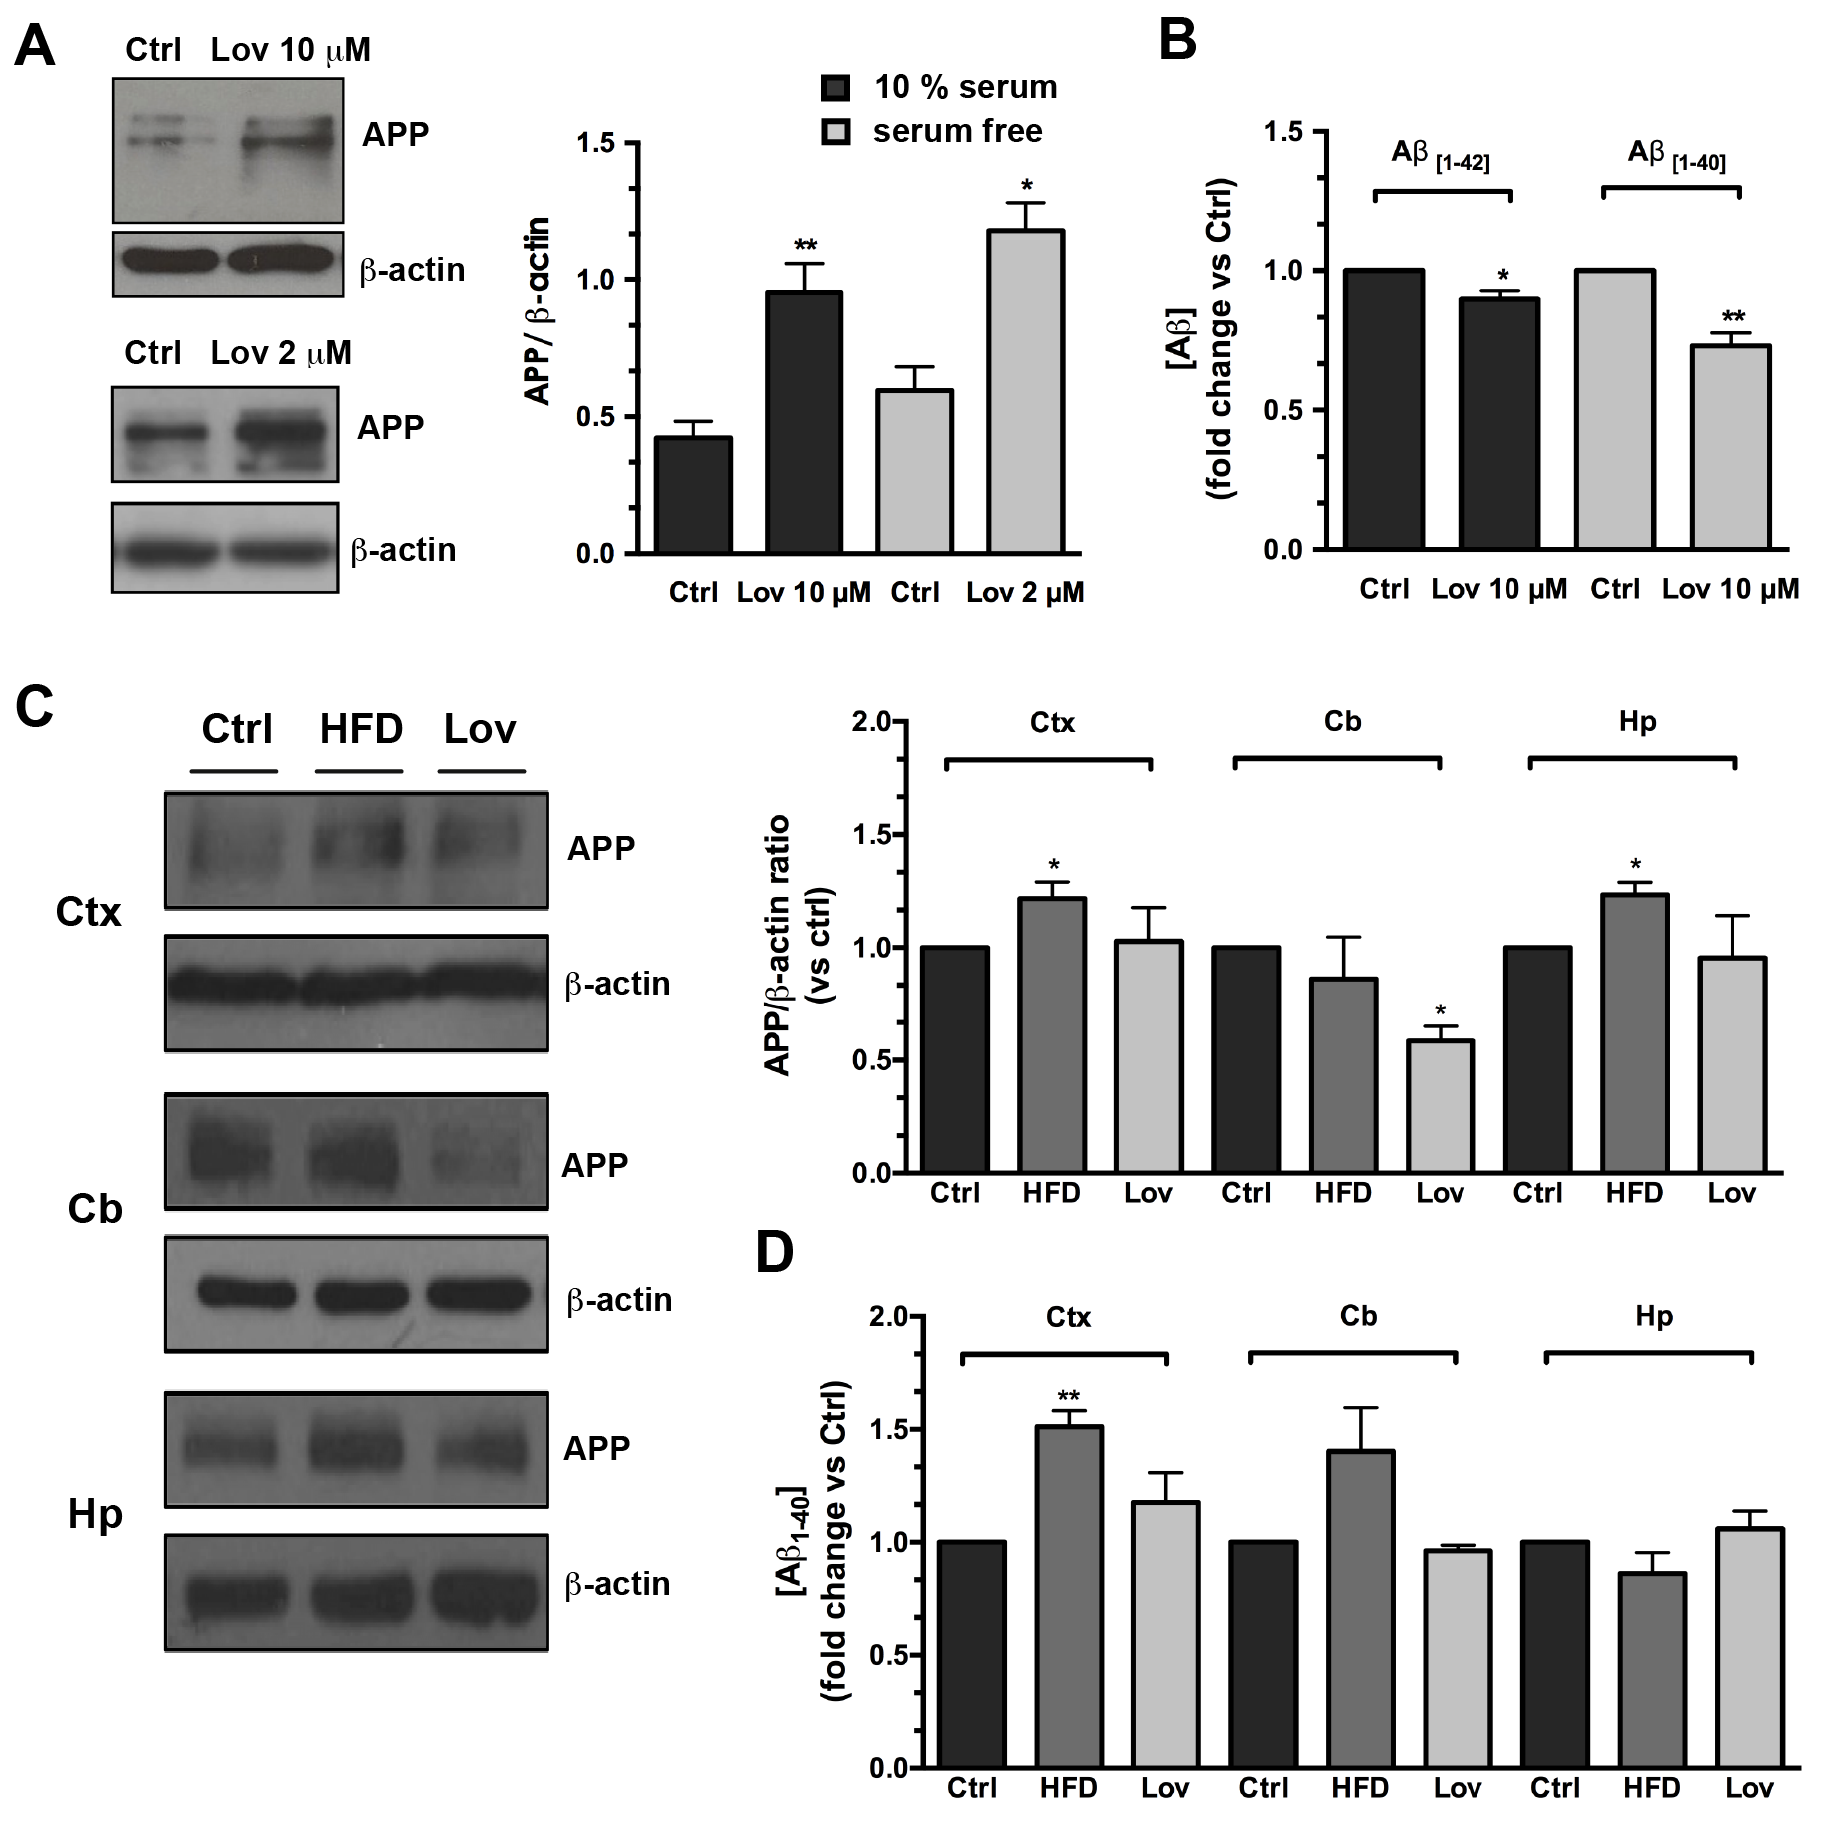 A
Ctrl Lov 10 μM
APP
β-actin
Ctrl Lov 2 μM
APP
β-actin
10 % serum
serum free
APP/ β-actin
1.5
1.0
0.5
0.0
** *
Ctrl Lov 10 μM Ctrl Lov 2 μM
B
[Aβ]
(fold change vs Ctrl)
1.5
1.0
0.5
0.0
Aβ [1-42] Aβ [1-40]
* **
Ctrl Lov 10 μM Ctrl Lov 10 μM
C
Ctrl HFD Lov
Ctx
APP
β-actin
Cb
APP
β-actin
Hp
APP
β-actin
APP/β-actin ratio
(vs ctrl)
2.0
1.5
1.0
0.5
0.0
Ctx Cb Hp
* * *
Ctrl HFD Lov Ctrl HFD Lov Ctrl HFD Lov
D
[Aβ1-40]
(fold change vs Ctrl)
2.0
1.5
1.0
0.5
0.0
Ctx Cb Hp
**
Ctrl HFD Lov Ctrl HFD Lov Ctrl HFD Lov